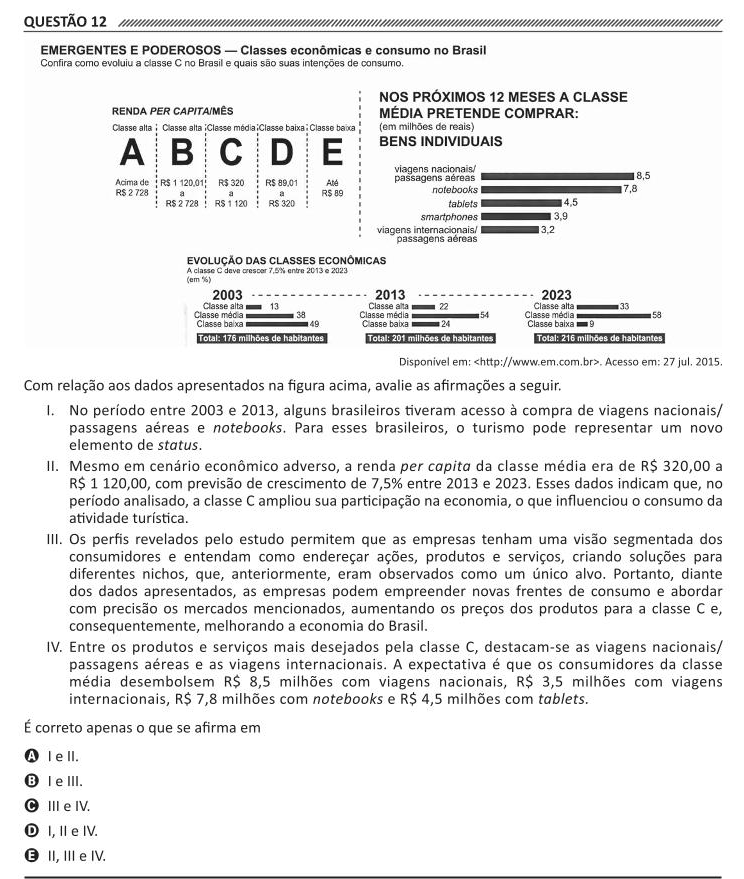 QUESTÃO 12
EMERGENTES E PODEROSOS — Classes econômicas e consumo no Brasil
Confira como evoluiu a classe C no Brasil e quais são suas intenções de consumo.
RENDA PER CAPITA/MÊS
Classe alta Classe alta Classe média Classe baixa Classe baixa
A B C D E
Acima de R$ 1 120,01 R$ 320 R$ 89,01 Até
R$ 2 728 a a a R$ 89
R$ 2 728 R$ 1 120 R$ 320
NOS PRÓXIMOS 12 MESES A CLASSE
MÉDIA PRETENDE COMPRAR:
(em milhões de reais)
BENS INDIVIDUAIS
viagens nacionais/
passagens aéreas 8,5
notebooks 7,8
tablets 4,5
smartphones 3,9
viagens internacionais/ 3,2
passagens aéreas
EVOLUÇÃO DAS CLASSES ECONÔMICAS
A classe C deve crescer 7,5% entre 2013 e 2023
(em %)
2003 2013 2023
Classe alta 13 Classe alta 22 Classe alta 33
Classe média 38 Classe média 54 Classe média 58
Classe baixa 49 Classe baixa 24 Classe baixa 9
Total: 176 milhões de habitantes Total: 201 milhões de habitantes Total: 216 milhões de habitantes
Disponível em: <http://www.em.com.br>. Acesso em: 27 jul. 2015.
Com relação aos dados apresentados na figura acima, avalie as afirmações a seguir.
I. No período entre 2003 e 2013, alguns brasileiros tiveram acesso à compra de viagens nacionais/
passagens aéreas e notebooks. Para esses brasileiros, o turismo pode representar um novo
elemento de status.
II. Mesmo em cenário econômico adverso, a renda per capita da classe média era de R$ 320,00 a
R$ 1 120,00, com previsão de crescimento de 7,5% entre 2013 e 2023. Esses dados indicam que, no
período analisado, a classe C ampliou sua participação na economia, o que influenciou o consumo da
atividade turística.
III. Os perfis revelados pelo estudo permitem que as empresas tenham uma visão segmentada dos
consumidores e entendam como endereçar ações, produtos e serviços, criando soluções para
diferentes nichos, que, anteriormente, eram observados como um único alvo. Portanto, diante
dos dados apresentados, as empresas podem empreender novas frentes de consumo e abordar
com precisão os mercados mencionados, aumentando os preços dos produtos para a classe C e,
consequentemente, melhorando a economia do Brasil.
IV. Entre os produtos e serviços mais desejados pela classe C, destacam-se as viagens nacionais/
passagens aéreas e as viagens internacionais. A expectativa é que os consumidores da classe
média desembolsem R$ 8,5 milhões com viagens nacionais, R$ 3,5 milhões com viagens
internacionais, R$ 7,8 milhões com notebooks e R$ 4,5 milhões com tablets.
É correto apenas o que se afirma em
A I e II.
B I e III.
C III e IV.
D I, II e IV.
E II, III e IV.